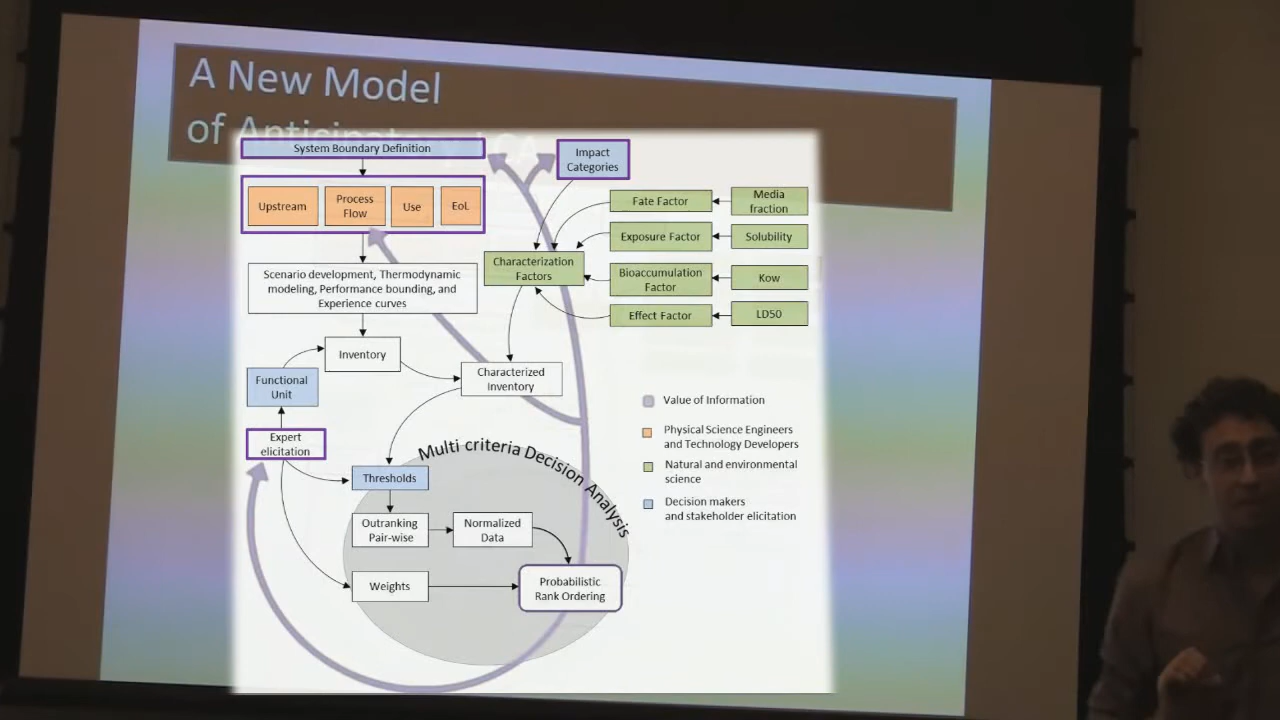 A New Model
of Anticipatory LCA
System Boundary Definition
Impact
Categories
Upstream
Process
Flow
Use
EoL
Fate Factor
Media
fraction
Exposure Factor
Solubility
Characterization
Factors
Bioaccumulation
Factor
Kow
Effect Factor
LD50
Scenario development, Thermodynamic
modeling, Performance bounding, and
Experience curves
Inventory
Characterized
Inventory
Functional
Unit
Expert
elicitation
Value of Information
Physical Science Engineers
and Technology Developers
Natural and environmental
science
Decision makers
and stakeholder elicitation
Multi criteria Decision Analysis
Thresholds
Outranking
Pair-wise
Normalized
Data
Weights
Probabilistic
Rank Ordering